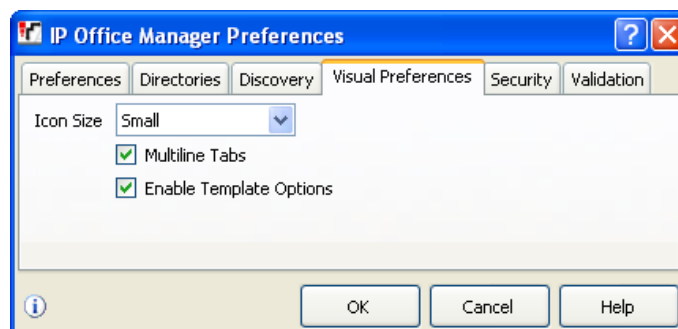 IP Office Manager Preferences
Preferences Directories Discovery Visual Preferences Security Validation
Icon Size Small
Multiline Tabs
Enable Template Options
OK Cancel Help